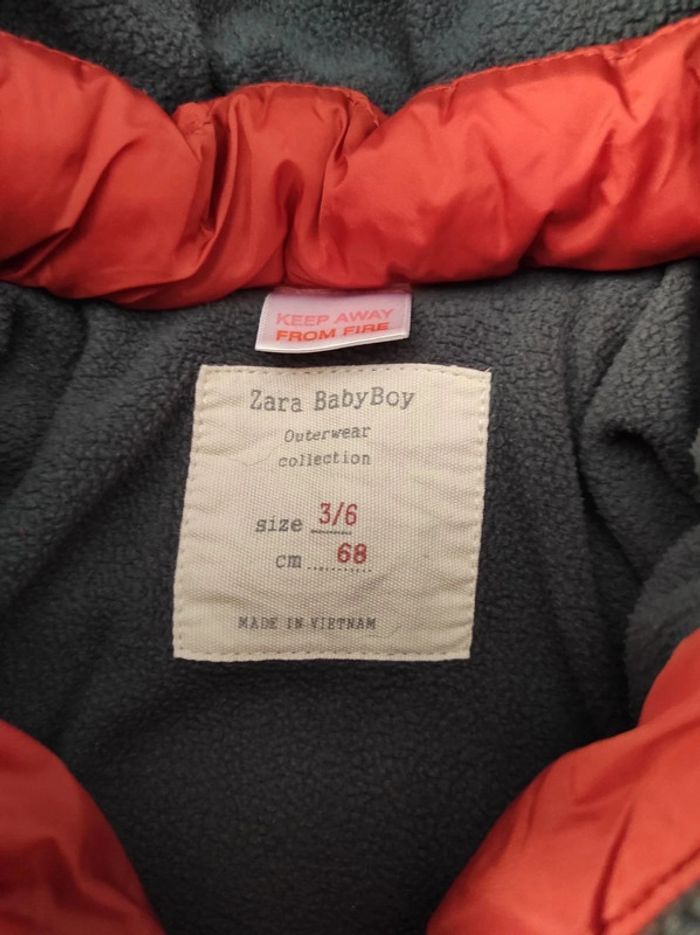 KEEP AWAY
FROM FIRE
Zara BabyBoy
Outerwear
collection
size 3/6
cm 68
MADE IN VIETNAM